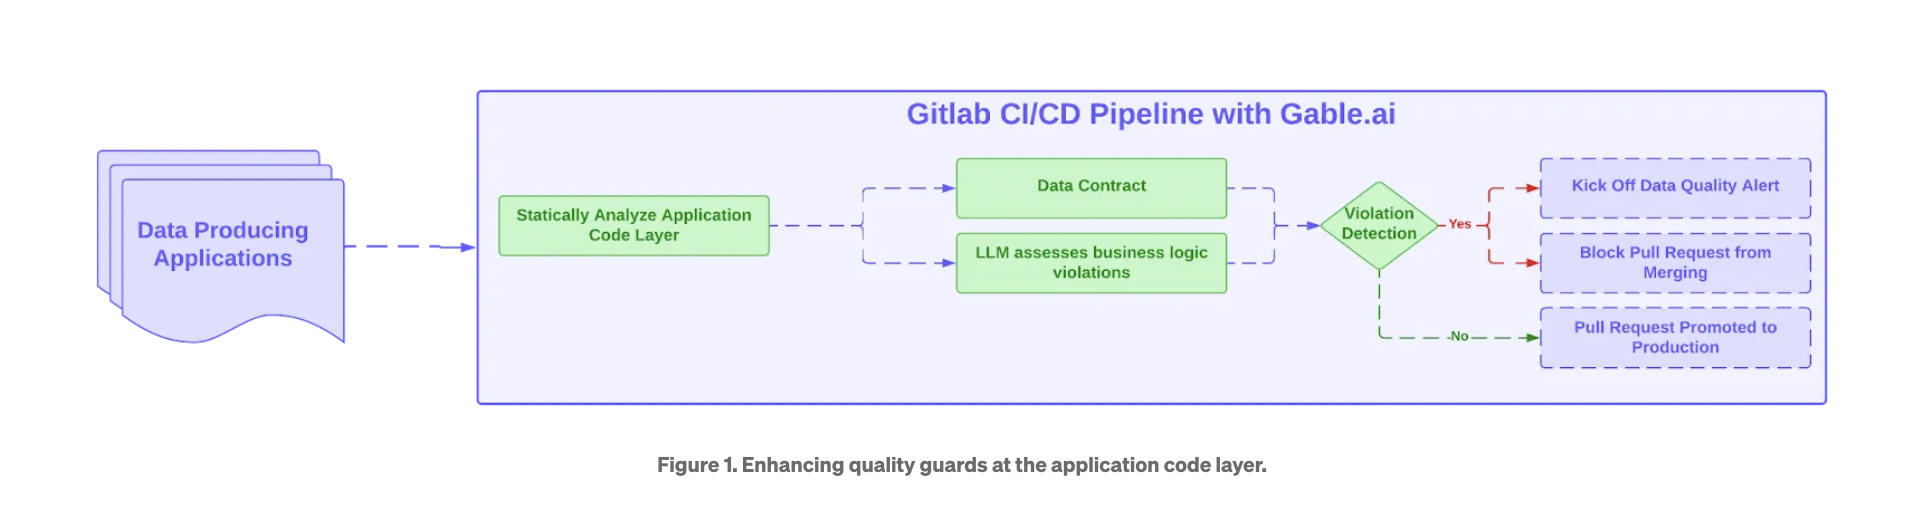 Gitlab CI/CD Pipeline with Gable.ai
Data Producing
Applications
Statically Analyze Application
Code Layer
Data Contract
LLM assesses business logic
violations
Violation
Detection
Yes
No
Kick Off Data Quality Alert
Block Pull Request from
Merging
Pull Request Promoted to
Production
Figure 1. Enhancing quality guards at the application code layer.